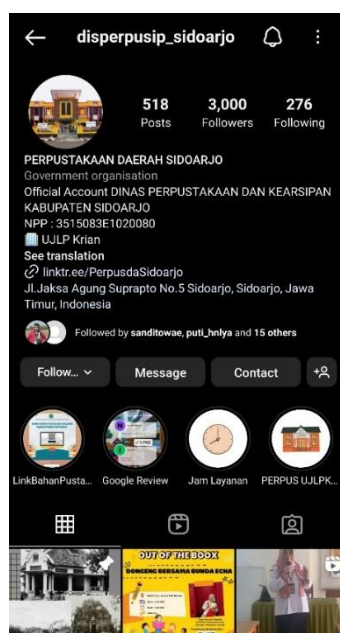 disperpusip_sidoarjo
518 3,000 276
Posts Followers Following
PERPUSTAKAAN DAERAH SIDOARJO
Government organisation
Official Account DINAS PERPUSTAKAAN DAN KEARSIPAN
KABUPATEN SIDOARJO
NPP : 3515083E1020080
UJLP Krian
See translation
linktr.ee/PerpusdaSidoarjo
Jl.Jaksa Agung Suprapto No.5 Sidoarjo, Sidoarjo, Jawa
Timur, Indonesia
Followed by sanditowae, puti_hnlya and 15 others
Follow... Message Contact
LinkBahanPusta... Google Review Jam Layanan PERPUS UJLPK...
OUT OF THE BOOX
DONGENG BERSAMA BUNDA ECHA